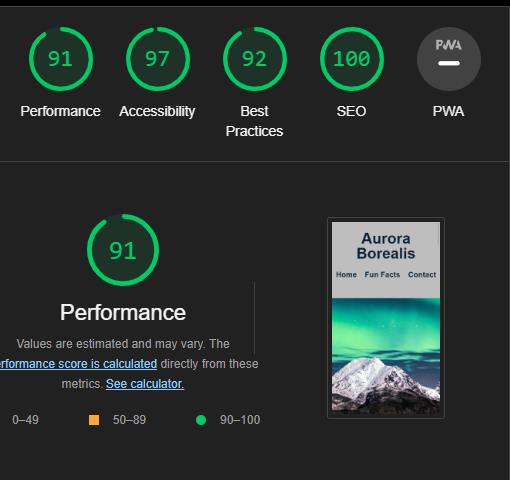 91 97 92 100 PWA
Performance Accessibility Best Practices SEO PWA
91
Performance
Values are estimated and may vary. The
erformance score is calculated directly from these
metrics. See calculator.
0–49 50–89 90–100
Aurora
Borealis
Home Fun Facts Contact